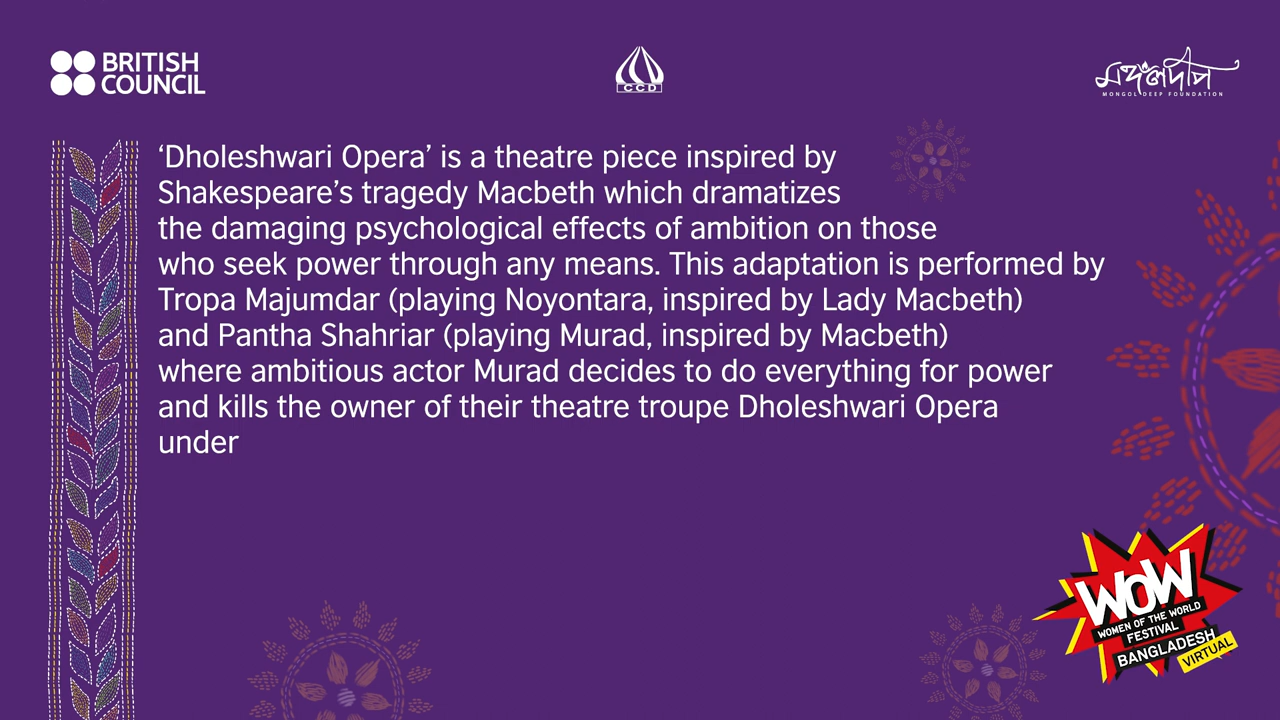 BRITISH
COUNCIL
CCD
মঙ্গলদীপ
MONGOL DEEP FOUNDATION
‘Dholeshwari Opera’ is a theatre piece inspired by
Shakespeare’s tragedy Macbeth which dramatizes
the damaging psychological effects of ambition on those
who seek power through any means. This adaptation is performed by
Tropa Majumdar (playing Noyontara, inspired by Lady Macbeth)
and Pantha Shahriar (playing Murad, inspired by Macbeth)
where ambitious actor Murad decides to do everything for power
and kills the owner of their theatre troupe Dholeshwari Opera
under
WOW
WOMEN OF THE WORLD
FESTIVAL
BANGLADESH
VIRTUAL